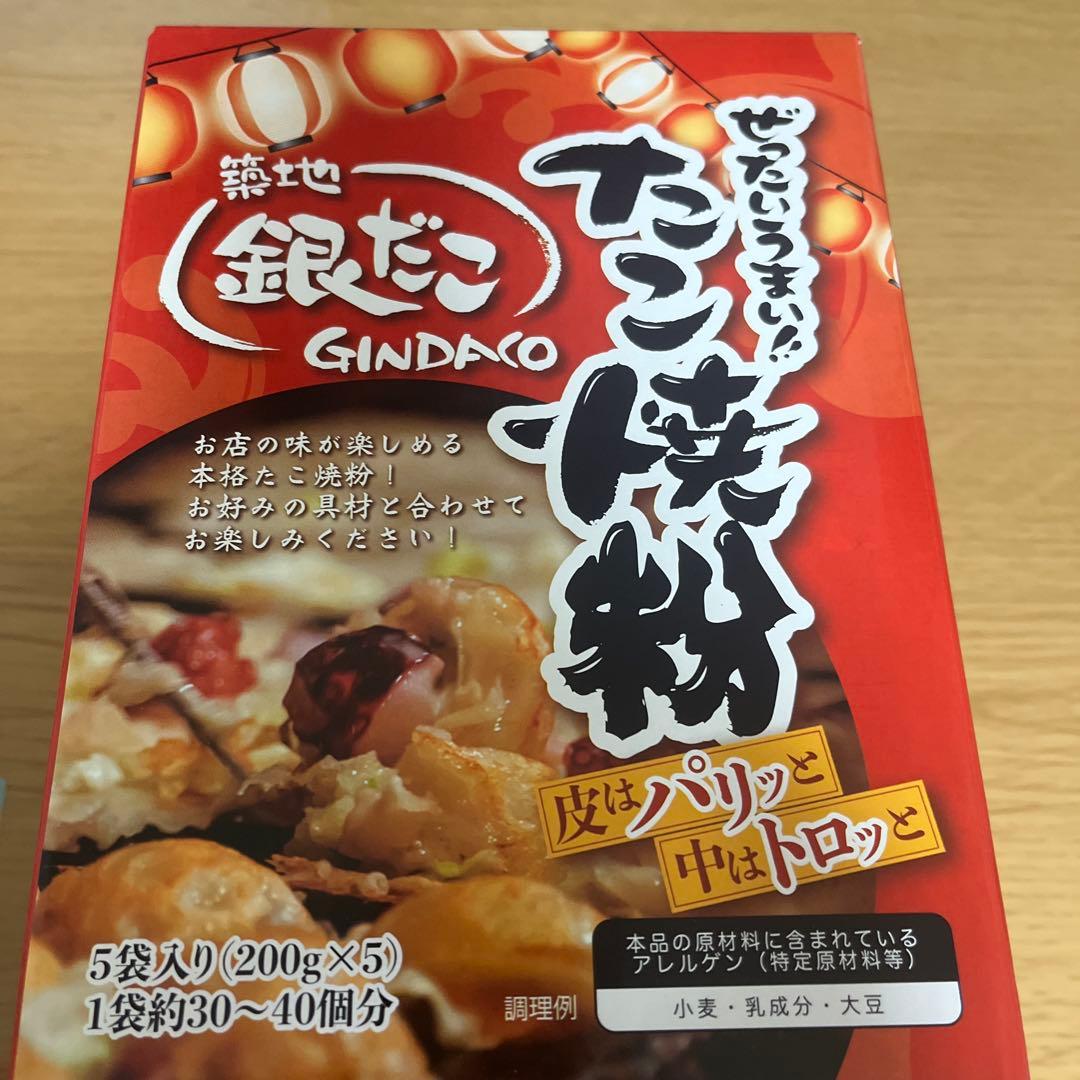 ぜったいうまい!!
たこ焼粉
築地
銀だこ
GINDACO
お店の味が楽しめる
本格たこ焼粉！
お好みの具材と合わせて
お楽しみください！
皮はパリッと
中はトロッと
5袋入り(200g×5)
1袋約30〜40個分
調理例
本品の原材料に含まれている
アレルゲン（特定原材料等）
小麦・乳成分・大豆